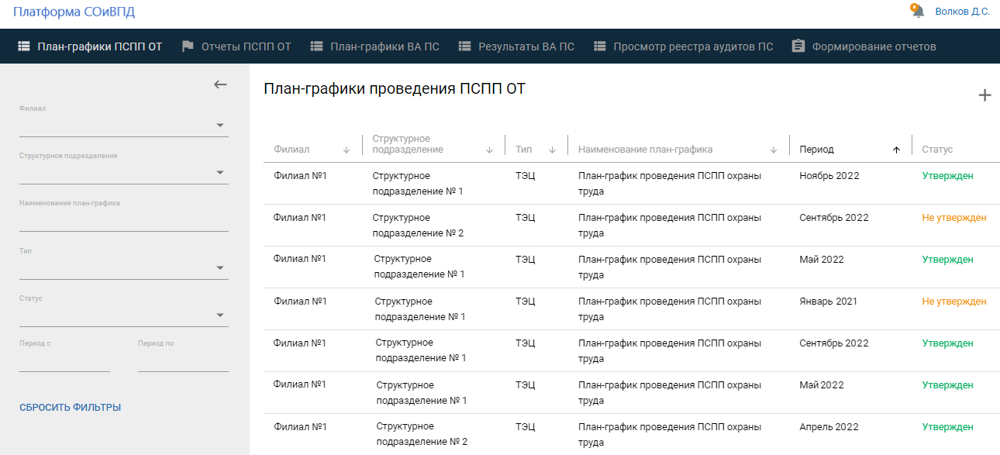 Платформа СОиВПД
8
Волков Д.С.
План-графики ПСПП ОТ
Отчеты ПСПП ОТ
План-графики ВА ПС
Результаты ВА ПС
Просмотр реестра аудитов ПС
Формирование отчетов
Филиал
Структурное подразделение
Наименование план-графика
Тип
Статус
Период с
Период по
СБРОСИТЬ ФИЛЬТРЫ
План-графики проведения ПСПП ОТ
Филиал
Структурное
подразделение
Тип
Наименование план-графика
Период
Статус
Филиал №1
Структурное
подразделение № 1
ТЭЦ
План-график проведения ПСПП охраны
труда
Ноябрь 2022
Утвержден
Филиал №1
Структурное
подразделение № 2
ТЭЦ
План-график проведения ПСПП охраны
труда
Сентябрь 2022
Не утвержден
Филиал №1
Структурное
подразделение № 1
ТЭЦ
План-график проведения ПСПП охраны
труда
Май 2022
Утвержден
Филиал №1
Структурное
подразделение № 1
ТЭЦ
План-график проведения ПСПП охраны
труда
Январь 2021
Не утвержден
Филиал №1
Структурное
подразделение № 1
ТЭЦ
План-график проведения ПСПП охраны
труда
Сентябрь 2022
Утвержден
Филиал №1
Структурное
подразделение № 1
ТЭЦ
План-график проведения ПСПП охраны
труда
Май 2022
Утвержден
Филиал №1
Структурное
подразделение № 2
ТЭЦ
План-график проведения ПСПП охраны
труда
Апрель 2022
Утвержден